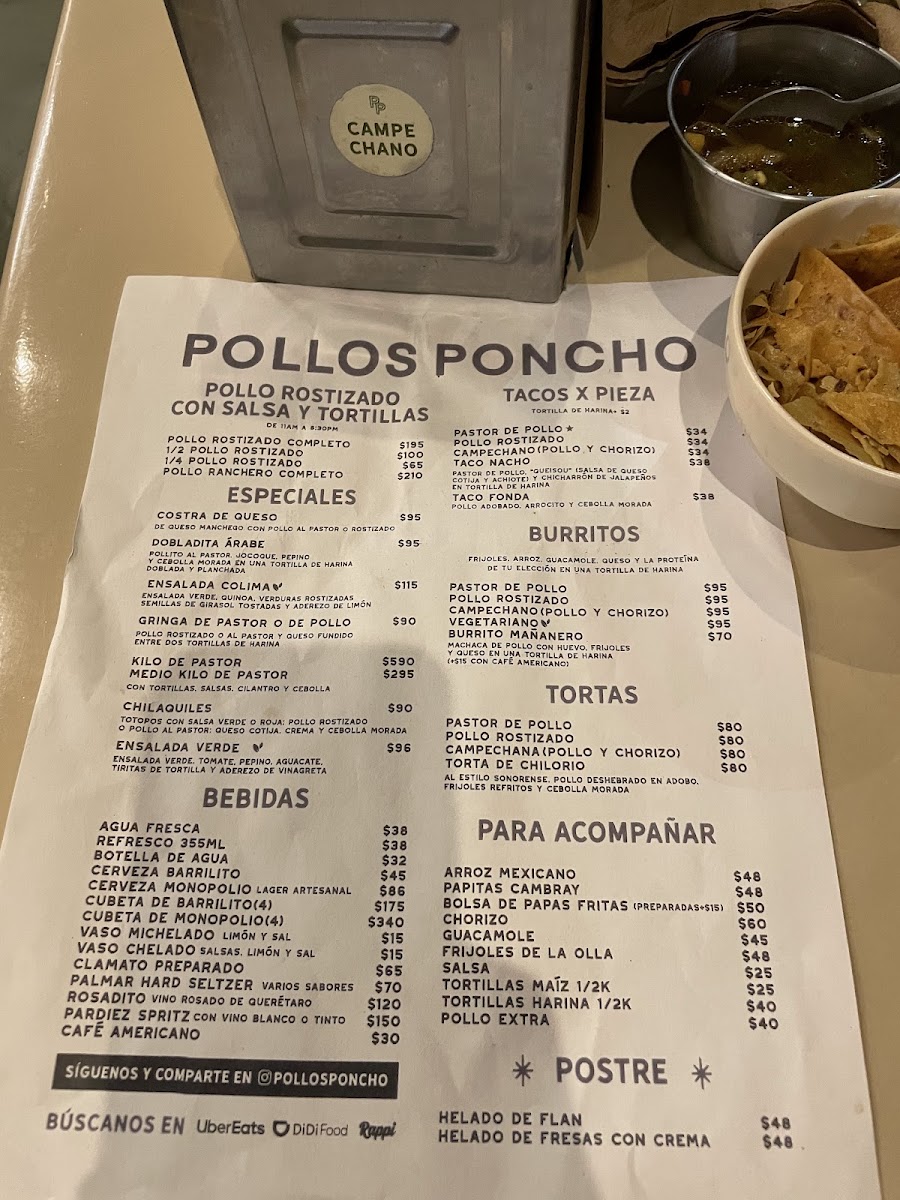 PP
CAMPE
CHANO
POLLOS PONCHO
POLLO ROSTIZADO
CON SALSA Y TORTILLAS
DE 11AM A 8:30PM
POLLO ROSTIZADO COMPLETO $195
1/2 POLLO ROSTIZADO $100
1/4 POLLO ROSTIZADO $65
POLLO RANCHERO COMPLETO $210
ESPECIALES
COSTRA DE QUESO $95
DE QUESO MANCHEGO CON POLLO AL PASTOR O ROSTIZADO
DOBLADITA ÁRABE $95
POLLITO AL PASTOR, JOCOQUE, PEPINO
Y CEBOLLA MORADA EN UNA TORTILLA DE HARINA
DOBLADA Y PLANCHADA
ENSALADA COLIMA $115
ENSALADA VERDE, QUINOA, VERDURAS ROSTIZADAS
SEMILLAS DE GIRASOL TOSTADAS Y ADEREZO DE LIMÓN
GRINGA DE PASTOR O DE POLLO $90
POLLO ROSTIZADO O AL PASTOR Y QUESO FUNDIDO
ENTRE DOS TORTILLAS DE HARINA
KILO DE PASTOR $590
MEDIO KILO DE PASTOR $295
CON TORTILLAS, SALSAS, CILANTRO Y CEBOLLA
CHILAQUILES $90
TOTOPOS CON SALSA VERDE O ROJA; POLLO ROSTIZADO
O POLLO AL PASTOR; QUESO COTIJA, CREMA Y CEBOLLA MORADA
ENSALADA VERDE $96
ENSALADA VERDE, TOMATE, PEPINO, AGUACATE,
TIRITAS DE TORTILLA Y ADEREZO DE VINAGRETA
BEBIDAS
AGUA FRESCA $38
REFRESCO 355ML $38
BOTELLA DE AGUA $32
CERVEZA BARRILITO $45
CERVEZA MONOPOLIO LAGER ARTESANAL $86
CUBETA DE BARRILITO(4) $175
CUBETA DE MONOPOLIO(4) $340
VASO MICHELADO LIMÓN Y SAL $15
VASO CHELADO SALSAS, LIMÓN Y SAL $15
CLAMATO PREPARADO $65
PALMAR HARD SELTZER VARIOS SABORES $70
ROSADITO VINO ROSADO DE QUERÉTARO $120
PARDIEZ SPRITZ CON VINO BLANCO O TINTO $150
CAFÉ AMERICANO $30
SÍGUENOS Y COMPARTE EN @POLLOSPONCHO
BÚSCANOS EN UberEats DiDi Food Rappi
TACOS X PIEZA
TORTILLA DE HARINA+ $2
PASTOR DE POLLO★ $34
POLLO ROSTIZADO $34
CAMPECHANO(POLLO Y CHORIZO) $34
TACO NACHO $38
PASTOR DE POLLO, "QUEISOU" (SALSA DE QUESO
COTIJA Y ACHIOTE) Y CHICHARRÓN DE JALAPEÑOS
EN TORTILLA DE HARINA
TACO FONDA $38
POLLO ADOBADO, ARROCITO Y CEBOLLA MORADA
BURRITOS
FRIJOLES, ARROZ, GUACAMOLE, QUESO Y LA PROTEÍNA
DE TU ELECCIÓN EN UNA TORTILLA DE HARINA
PASTOR DE POLLO $95
POLLO ROSTIZADO $95
CAMPECHANO(POLLO Y CHORIZO) $95
VEGETARIANO $95
BURRITO MAÑANERO $70
MACHACA DE POLLO CON HUEVO, FRIJOLES
Y QUESO EN UNA TORTILLA DE HARINA
(+$15 CON CAFÉ AMERICANO)
TORTAS
PASTOR DE POLLO $80
POLLO ROSTIZADO $80
CAMPECHANA(POLLO Y CHORIZO) $80
TORTA DE CHILORIO $80
AL ESTILO SONORENSE, POLLO DESHEBRADO EN ADOBO,
FRIJOLES REFRITOS Y CEBOLLA MORADA
PARA ACOMPAÑAR
ARROZ MEXICANO $48
PAPITAS CAMBRAY $48
BOLSA DE PAPAS FRITAS (PREPARADAS+$15) $50
CHORIZO $60
GUACAMOLE $45
FRIJOLES DE LA OLLA $48
SALSA $25
TORTILLAS MAÍZ 1/2K $25
TORTILLAS HARINA 1/2K $40
POLLO EXTRA $40
POSTRE
HELADO DE FLAN $48
HELADO DE FRESAS CON CREMA $48